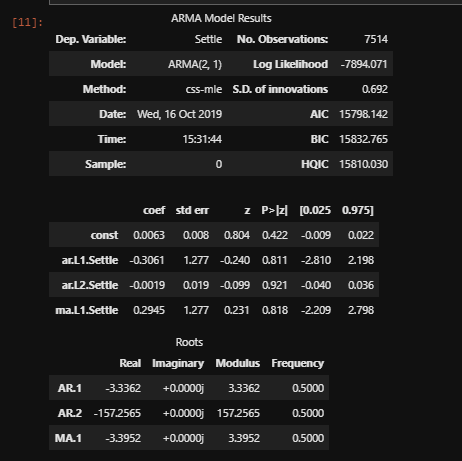 [11]:
ARMA Model Results
Dep. Variable: Settle No. Observations: 7514
Model: ARMA(2, 1) Log Likelihood -7894.071
Method: css-mle S.D. of innovations 0.692
Date: Wed, 16 Oct 2019 AIC 15798.142
Time: 15:31:44 BIC 15832.765
Sample: 0 HQIC 15810.030
coef std err z P>|z| [0.025 0.975]
const 0.0063 0.008 0.804 0.422 -0.009 0.022
ar.L1.Settle -0.3061 1.277 -0.240 0.811 -2.810 2.198
ar.L2.Settle -0.0019 0.019 -0.099 0.921 -0.040 0.036
ma.L1.Settle 0.2945 1.277 0.231 0.818 -2.209 2.798
Roots
Real Imaginary Modulus Frequency
AR.1 -3.3362 +0.0000j 3.3362 0.5000
AR.2 -157.2565 +0.0000j 157.2565 0.5000
MA.1 -3.3952 +0.0000j 3.3952 0.5000